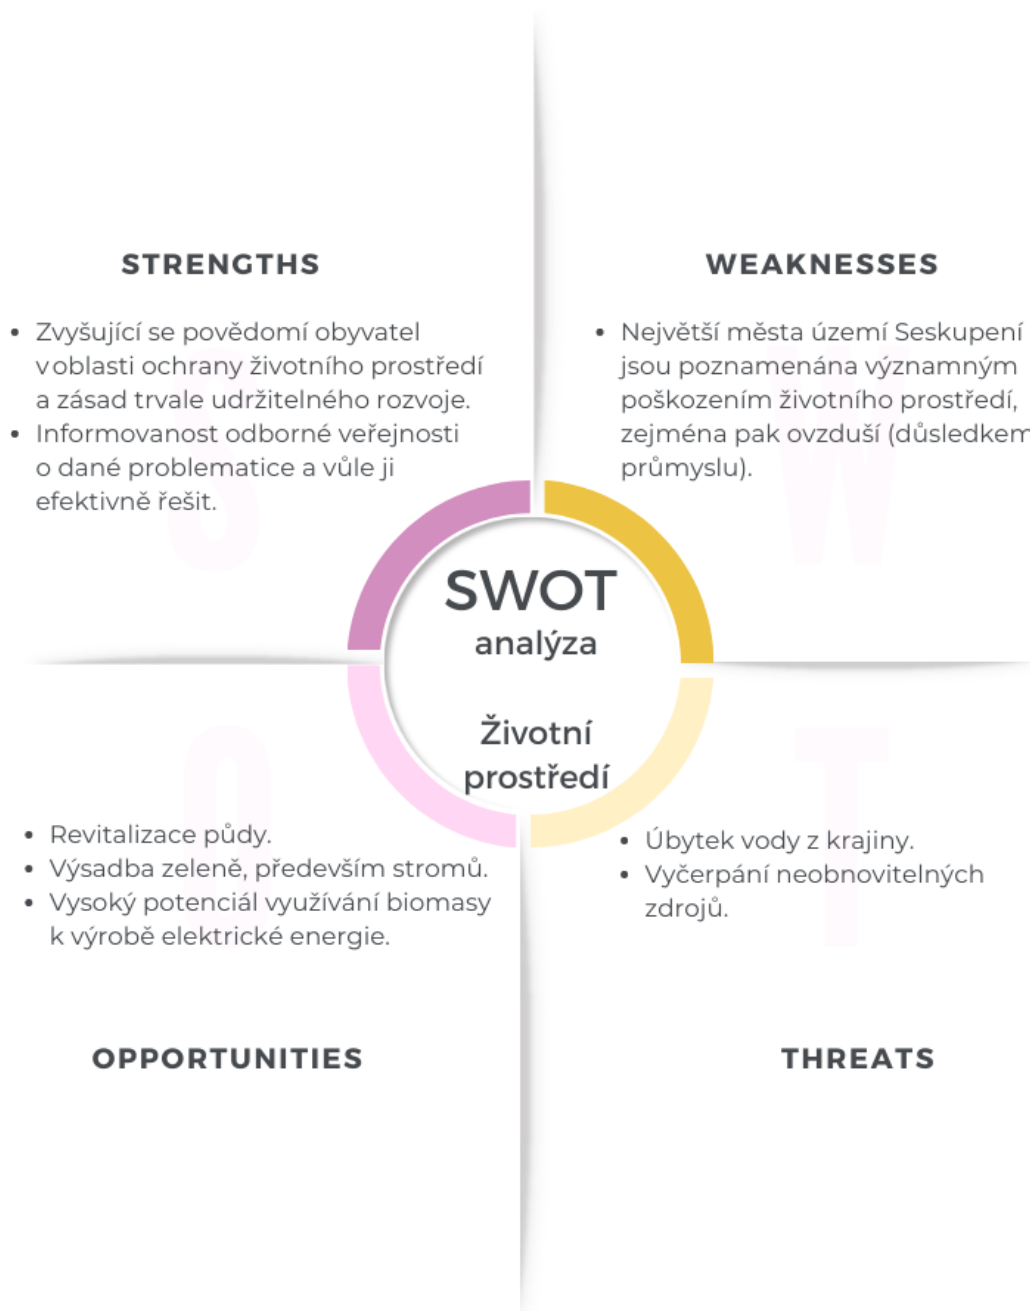 STRENGTHS
• Zvyšující se povědomí obyvatel
v oblasti ochrany životního prostředí
a zásad trvale udržitelného rozvoje.
• Informovanost odborné veřejnosti
o dané problematice a vůle ji
efektivně řešit.
WEAKNESSES
• Největší města území Seskupení
jsou poznamenána významným
poškozením životního prostředí,
zejména pak ovzduší (důsledkem
průmyslu).
SWOT
analýza
Životní
prostředí
• Revitalizace půdy.
• Výsadba zeleně, především stromů.
• Vysoký potenciál využívání biomasy
k výrobě elektrické energie.
OPPORTUNITIES
• Úbytek vody z krajiny.
• Vyčerpání neobnovitelných
zdrojů.
THREATS
S
W
O
T